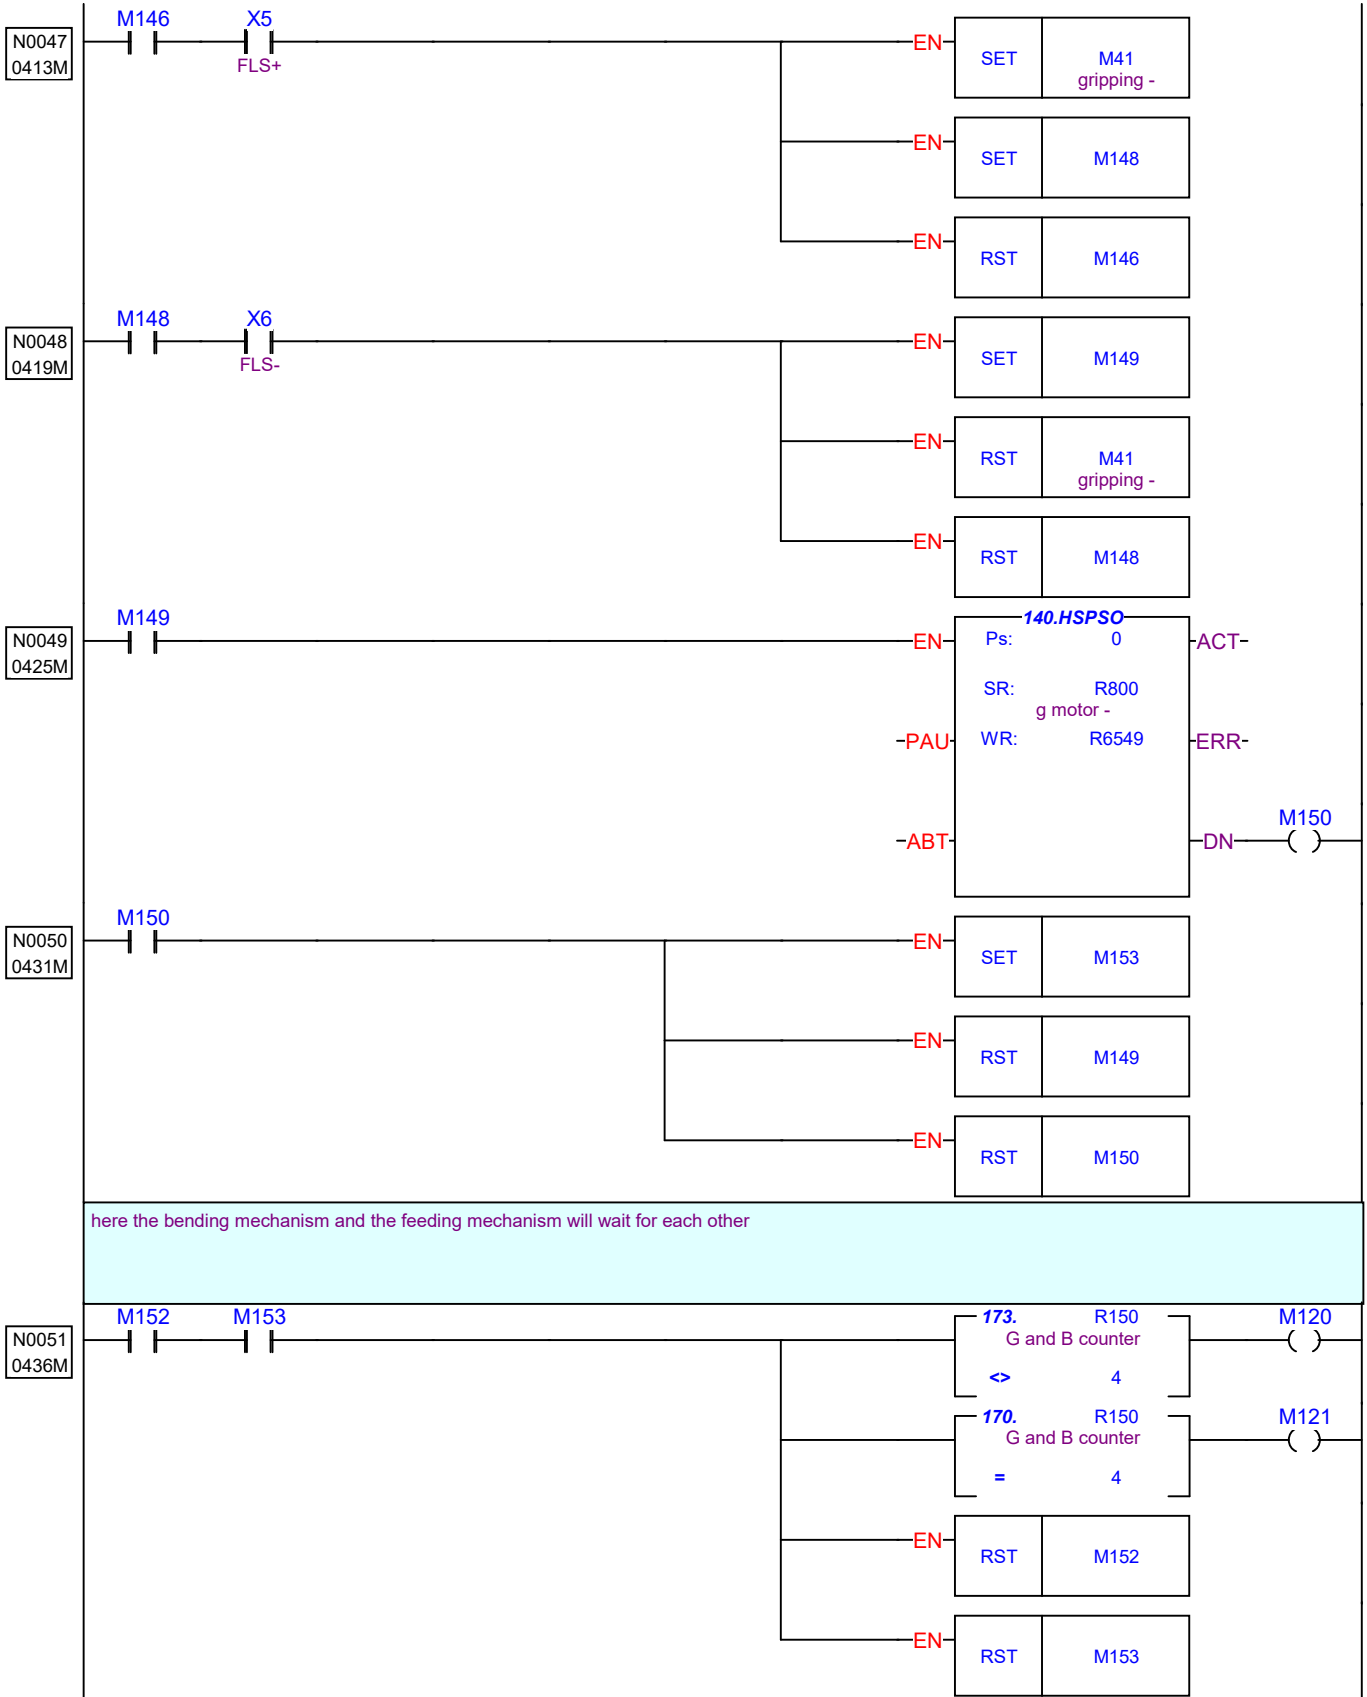 M146 X5
N0047 EN
0413M FLS+ SET M41
gripping -
EN
SET M148
EN
RST M146
M148 X6
N0048 EN
0419M FLS- SET M149
EN
RST M41
gripping -
EN
RST M148
M149 140.HSPSO
N0049 EN Ps: 0 ACT
0425M
SR: R800
g motor -
PAU WR: R6549 ERR
M150
ABT DN ( )
M150
N0050 EN
0431M SET M153
EN
RST M149
EN
RST M150
here the bending mechanism and the feeding mechanism will wait for each other
M152 M153 173. R150 M120
N0051 G and B counter ( )
0436M <> 4
170. R150 M121
G and B counter ( )
= 4
EN
RST M152
EN
RST M153